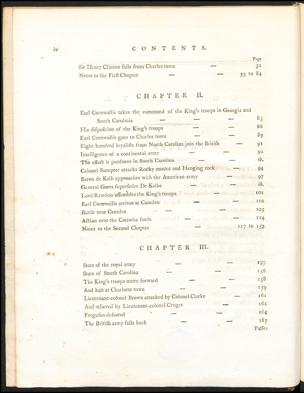 iv CONTENTS.
Page
Sir Henry Clinton sails from Charles town — 52
Notes to the First Chapter — — 55 to 84
CHAPTER II.
Earl Cornwallis takes the command of the King's troops in Georgia and
South Carolina — — — 85
His disposition of the King's troops — — 86
Earl Cornwallis goes to Charles town — — 89
Eight hundred loyalists from North Carolina join the British — 91
Intelligence of a continental army — — 92
The effect it produces in South Carolina — — ib.
Colonel Sumpter attacks Rocky mount and Hanging rock — 94
Baron de Kalb approaches with the American army — 97
General Gates supersedes De Kalbe — — ib.
Lord Rawdon assembles the King's troops — — 101
Earl Cornwallis arrives at Camden — — 102
Battle near Camden — — — 105
Action near the Catawba fords — — 114
Notes to the Second Chapter — — 117 to 152
CHAPTER III.
State of the royal army — — — 155
State of South Carolina — — — 156
The King's troops move forward — — 158
And halt at Charlotte town — — 159
Lieutenant-colonel Brown attacked by Colonel Clarke — 161
And relieved by Lieutenant-colonel Cruger — 162
Ferguson defeated — — — 164
The British army falls back — — 167